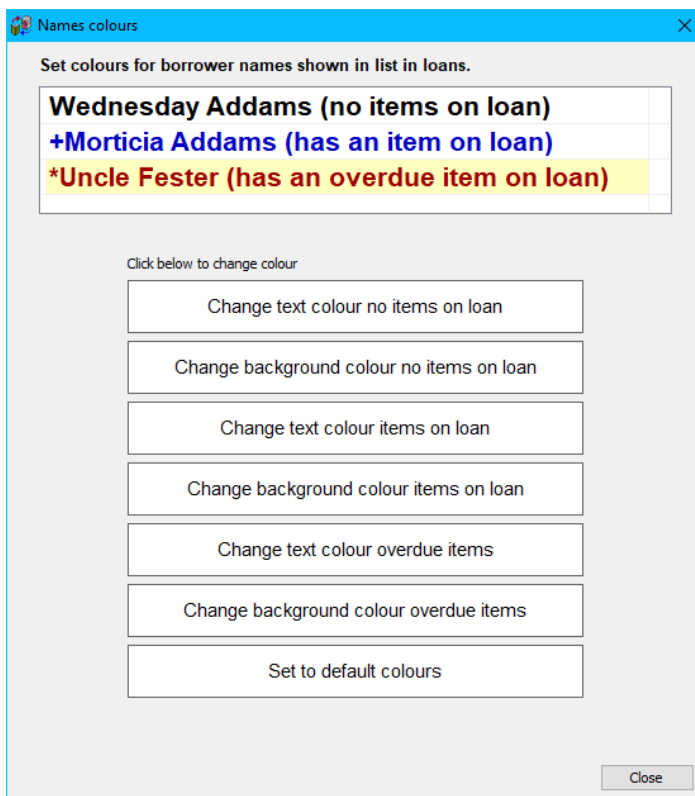 Names colours
Set colours for borrower names shown in list in loans.
Wednesday Addams (no items on loan)
+Morticia Addams (has an item on loan)
*Uncle Fester (has an overdue item on loan)
Click below to change colour
Change text colour no items on loan
Change background colour no items on loan
Change text colour items on loan
Change background colour items on loan
Change text colour overdue items
Change background colour overdue items
Set to default colours
Close